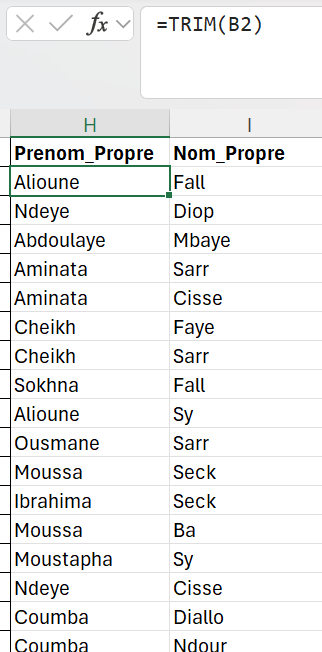 fx =TRIM(B2)
H I
Prenom_Propre Nom_Propre
Alioune Fall
Ndeye Diop
Abdoulaye Mbaye
Aminata Sarr
Aminata Cisse
Cheikh Faye
Cheikh Sarr
Sokhna Fall
Alioune Sy
Ousmane Sarr
Moussa Seck
Ibrahima Seck
Moussa Ba
Moustapha Sy
Ndeye Cisse
Coumba Diallo
Coumba Ndour